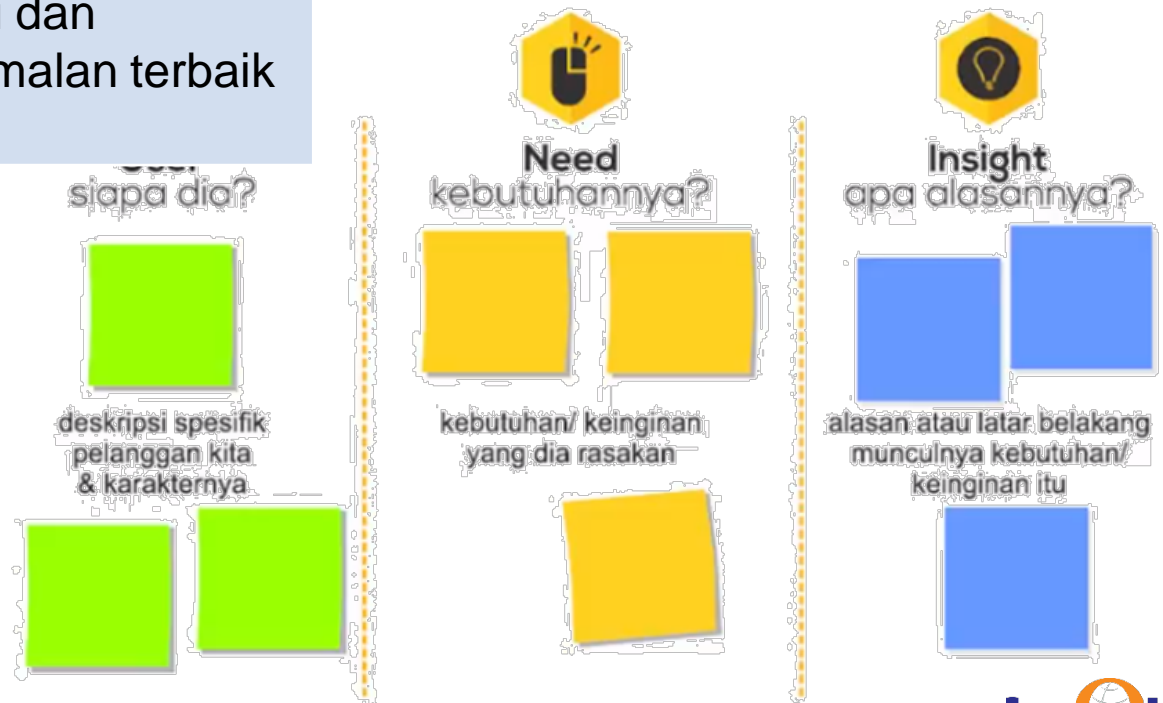 dan
malan terbaik
siapa dia?
deskripsi spesifik
pelanggan kita
& karakternya
Need
kebutuhannya?
kebutuhan/ keinginan
yang dia rasakan
Insight
apa alasannya?
alasan atau latar belakang
munculnya kebutuhan/
keinginan itu